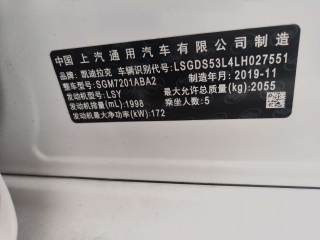 中国 上汽通用汽车有限公司 制造
品牌:凯迪拉克 车辆识别代号:LSGDS53L4LH027551
整车型号:SGM7201ABA2 制造年月:2019-11
发动机型号:LSY 最大允许总质量(kg):2055
发动机排量(mL):1998 乘坐人数:5
发动机最大净功率(kW):172